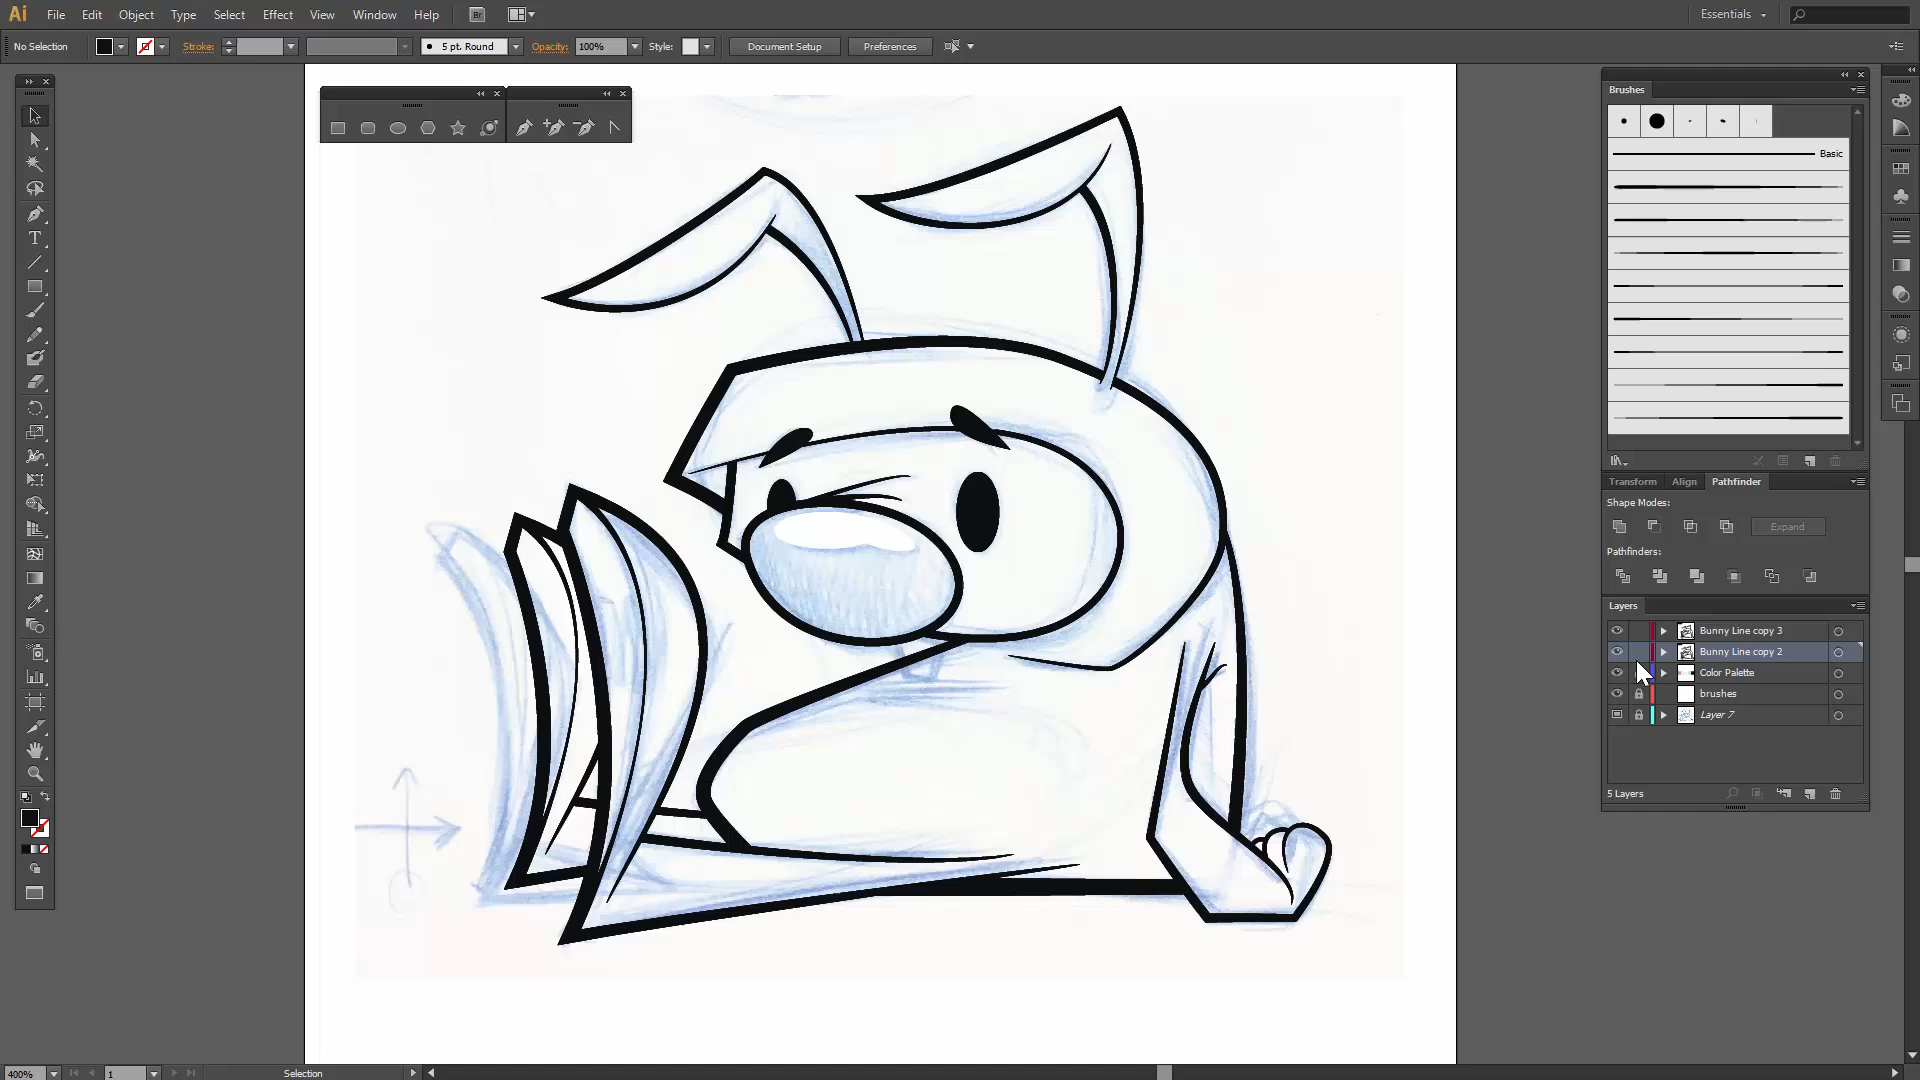 Ai File Edit Object Type Select Effect View Window Help Br Essentials
No Selection Stroke: 5 pt. Round Opacity: 100% Style: Document Setup Preferences
Brushes
Basic
Transform Align Pathfinder
Shape Modes:
Expand
Pathfinders:
Layers
Bunny Line copy 3
Bunny Line copy 2
Color Palette
brushes
Layer 7
5 Layers
400% 1 Selection